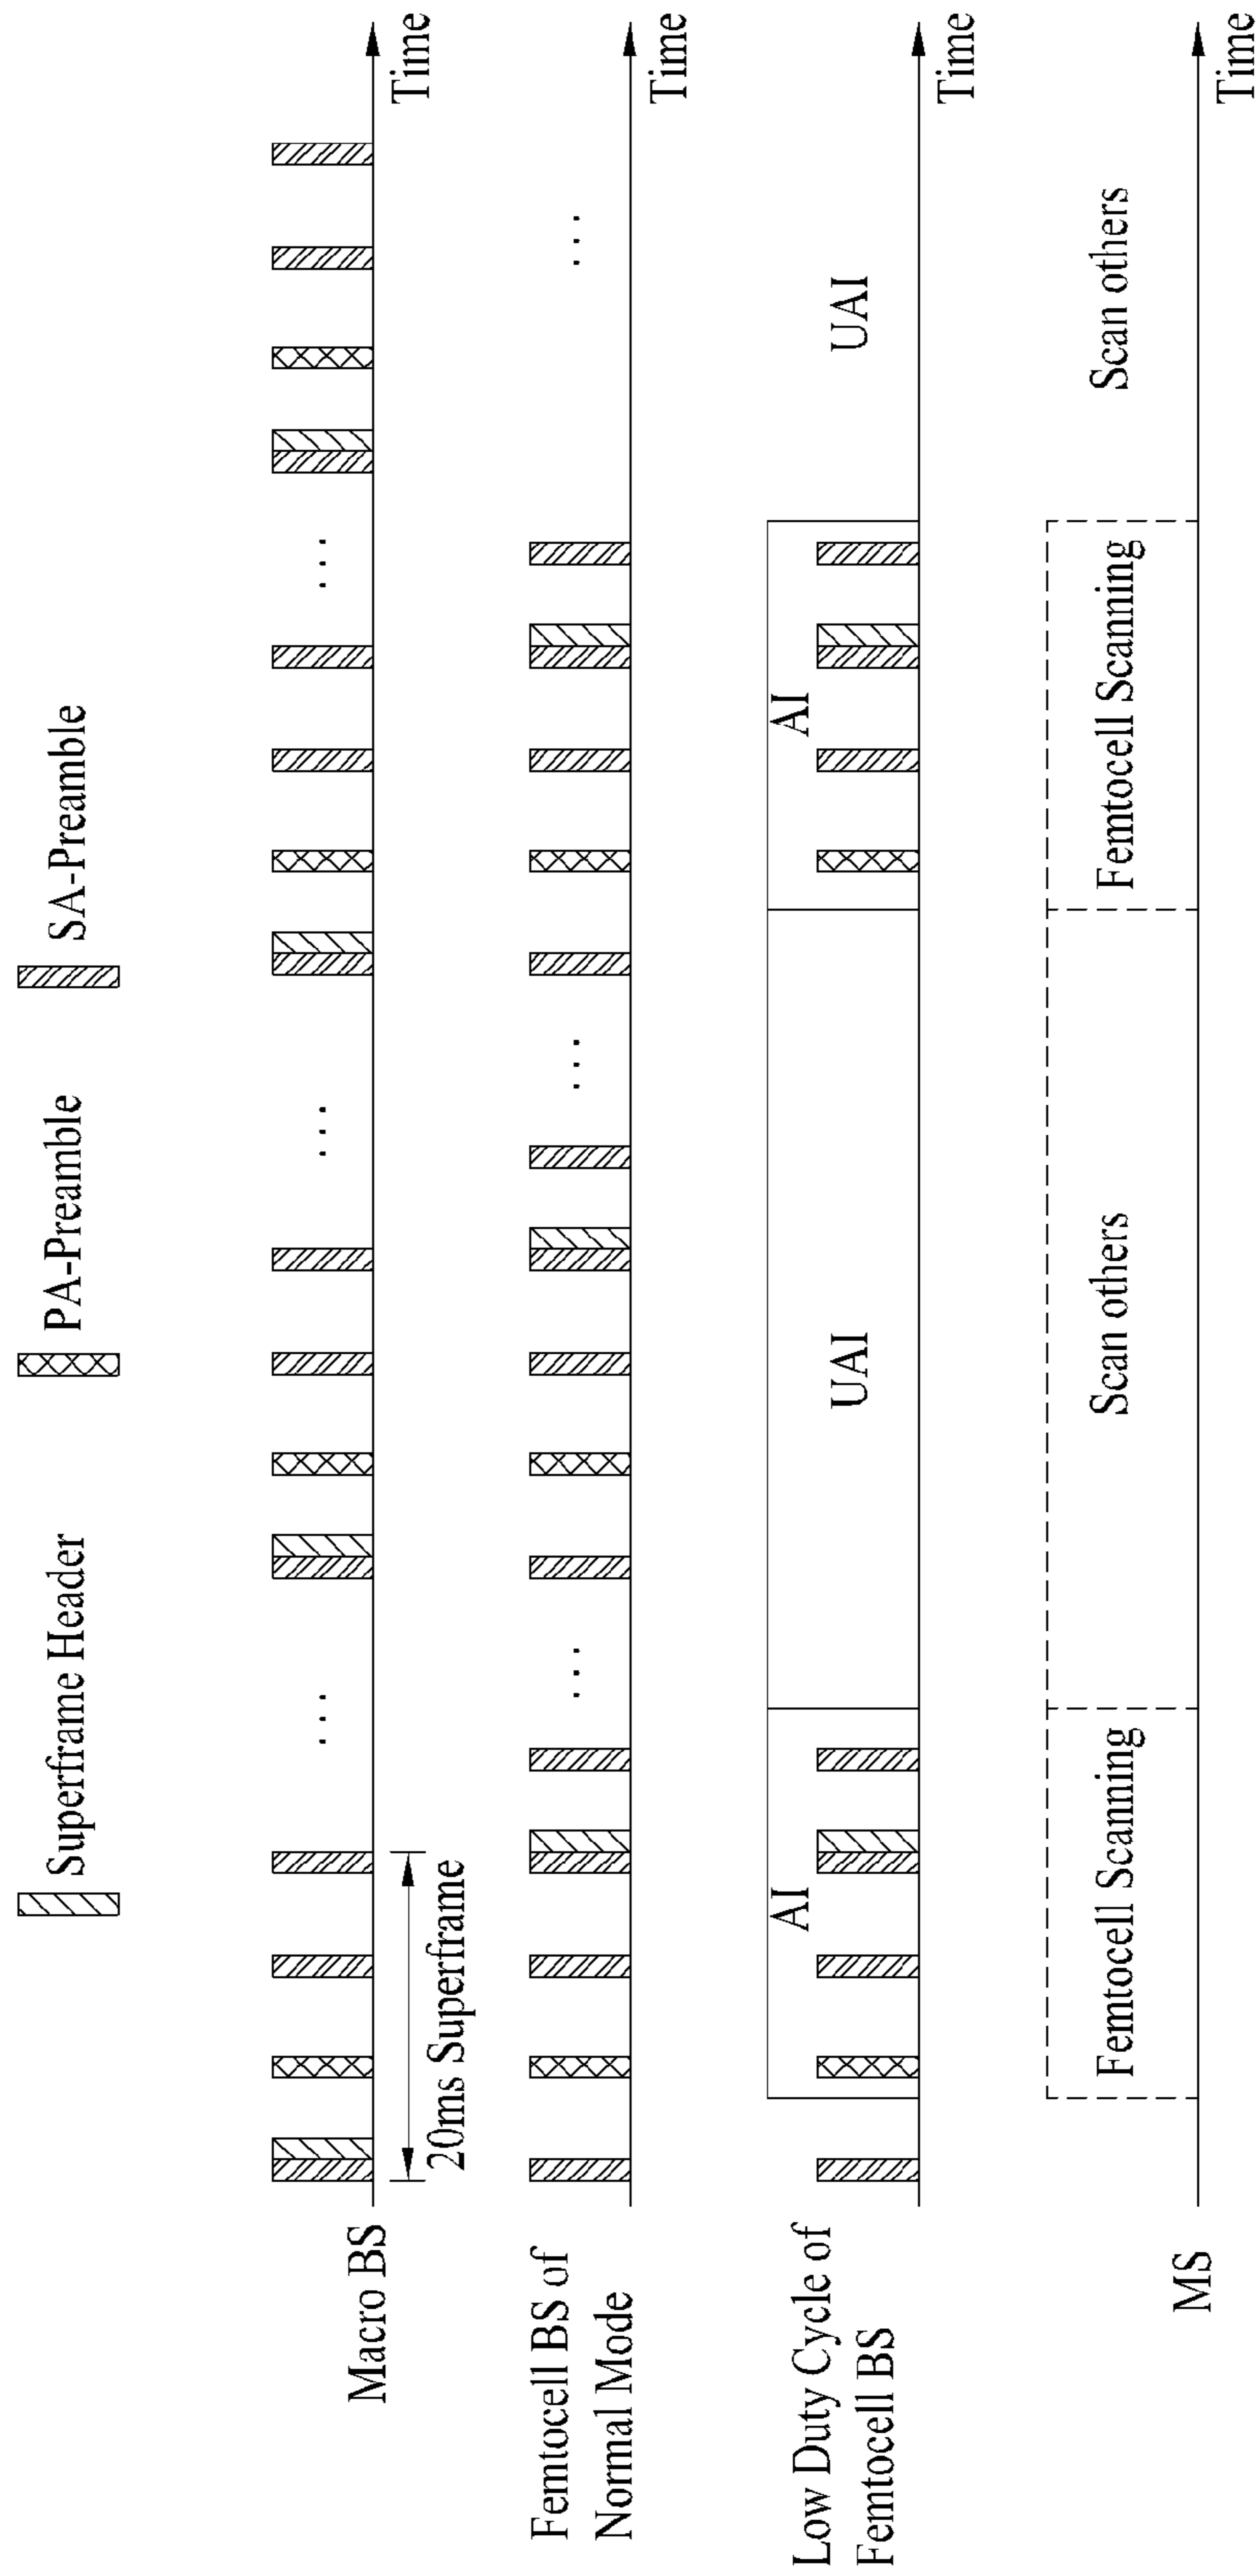 Superframe Header
PA-Preamble
SA-Preamble
Macro BS
...
...
...
Time
20ms Superframe
Femtocell BS of
Normal Mode
...
...
...
Time
Low Duty Cycle of
Femtocell BS
AI
UAI
AI
UAI
Time
MS
Femtocell Scanning
Scan others
Femtocell Scanning
Scan others
Time